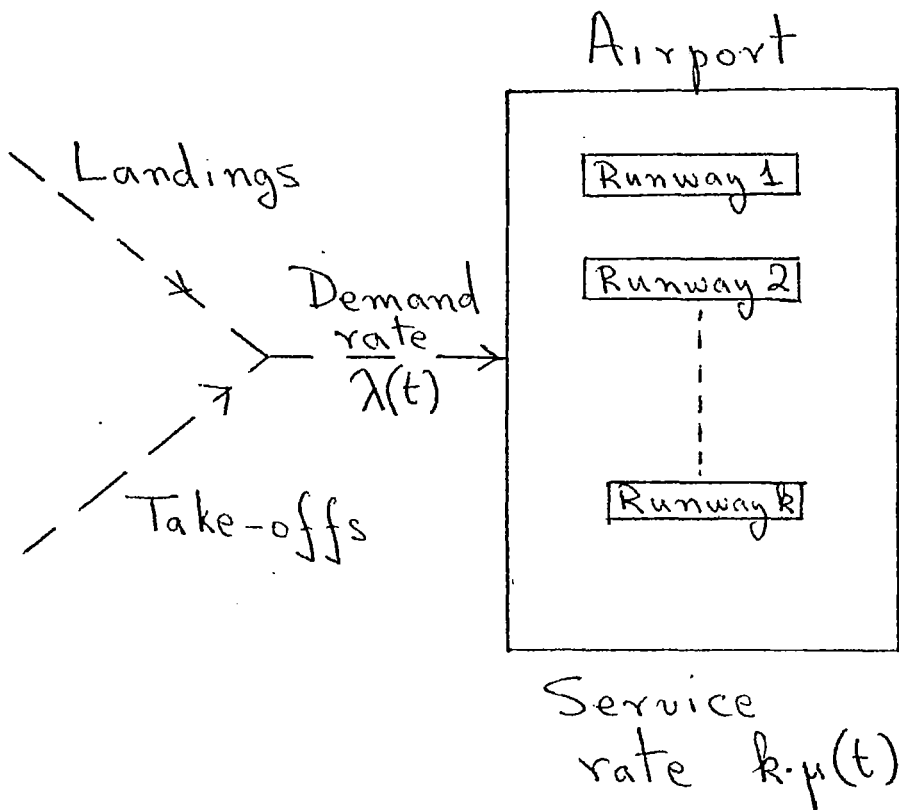 Airport
Landings
Runway 1
Runway 2
Demand
rate
λ(t)
Runway k
Take-offs
Service
rate k·μ(t)